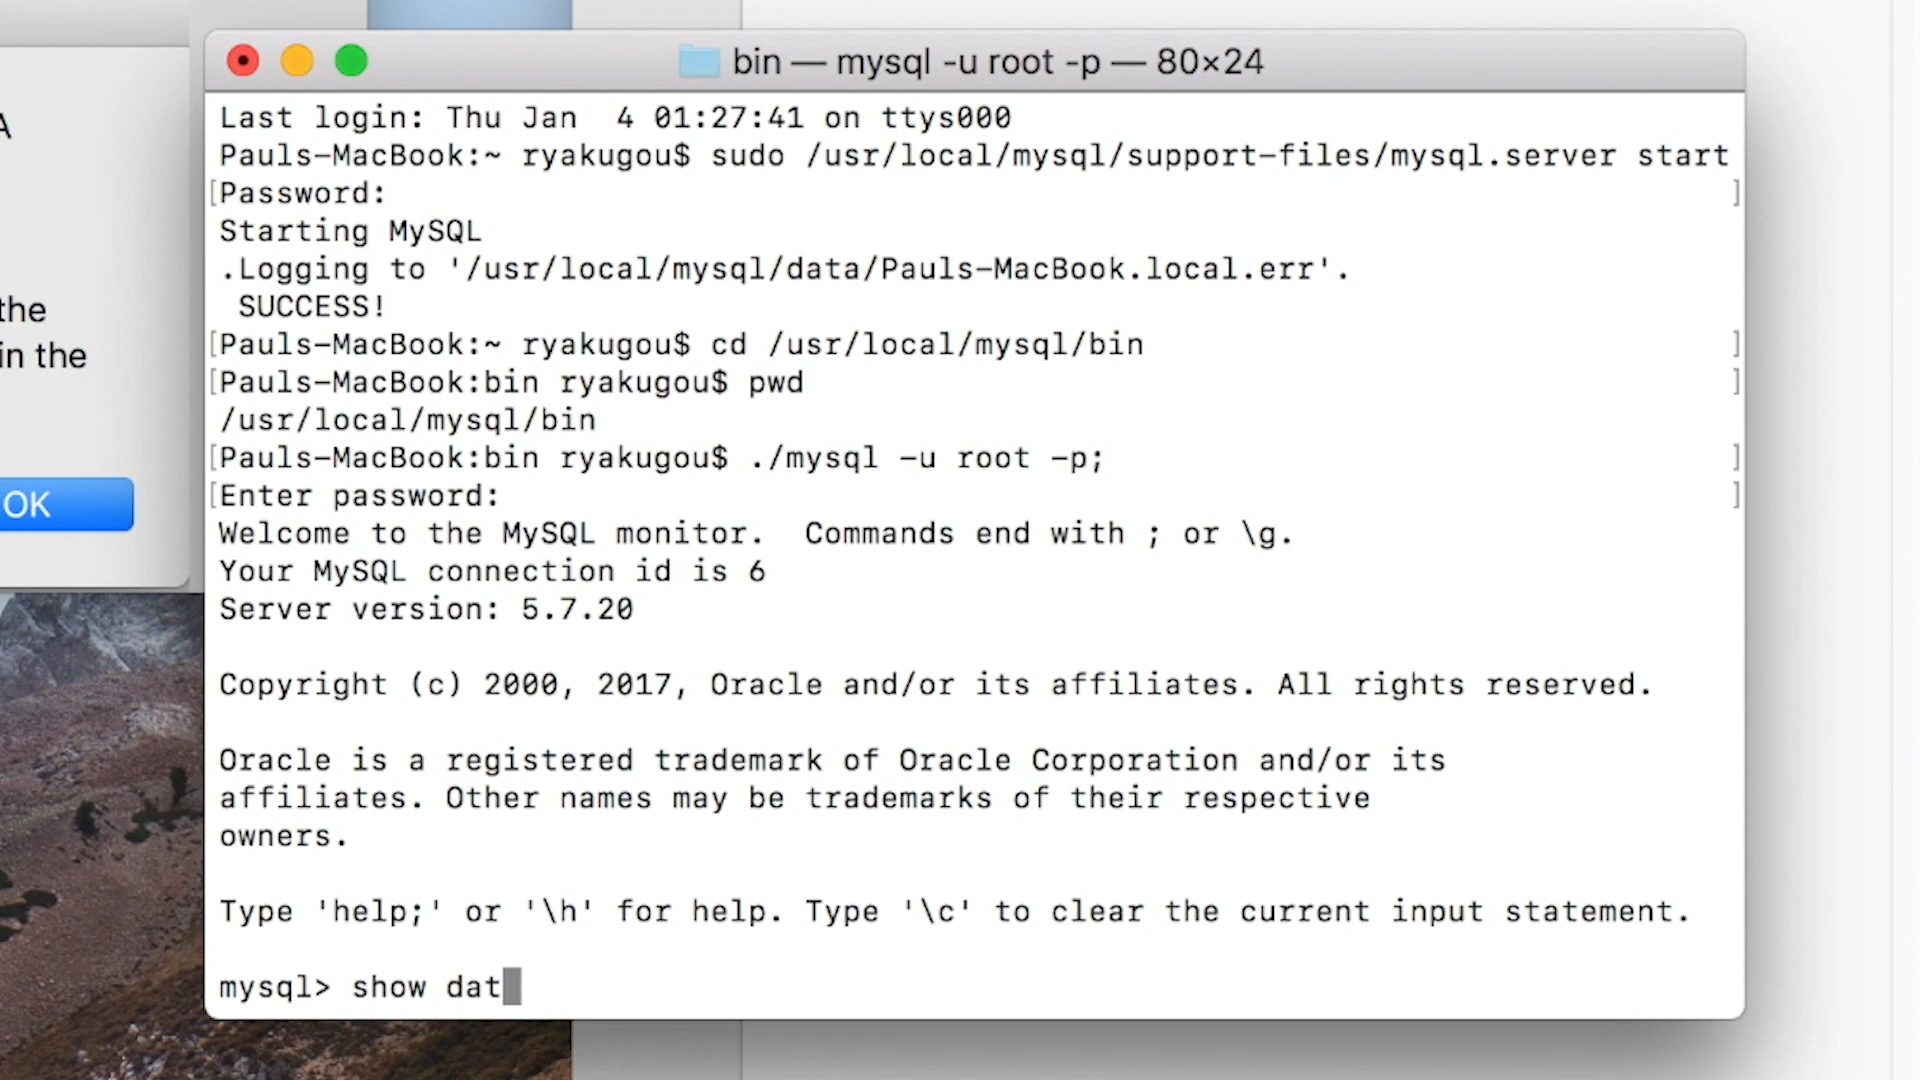 bin — mysql -u root -p — 80×24
Last login: Thu Jan  4 01:27:41 on ttys000
Pauls-MacBook:~ ryakugou$ sudo /usr/local/mysql/support-files/mysql.server start
[Password: ]
Starting MySQL
.Logging to '/usr/local/mysql/data/Pauls-MacBook.local.err'.
 SUCCESS!
[Pauls-MacBook:~ ryakugou$ cd /usr/local/mysql/bin ]
[Pauls-MacBook:bin ryakugou$ pwd ]
/usr/local/mysql/bin
[Pauls-MacBook:bin ryakugou$ ./mysql -u root -p; ]
[Enter password: ]
Welcome to the MySQL monitor.  Commands end with ; or \g.
Your MySQL connection id is 6
Server version: 5.7.20
Copyright (c) 2000, 2017, Oracle and/or its affiliates. All rights reserved.
Oracle is a registered trademark of Oracle Corporation and/or its
affiliates. Other names may be trademarks of their respective
owners.
Type 'help;' or '\h' for help. Type '\c' to clear the current input statement.
mysql> show dat
A
the
in the
OK